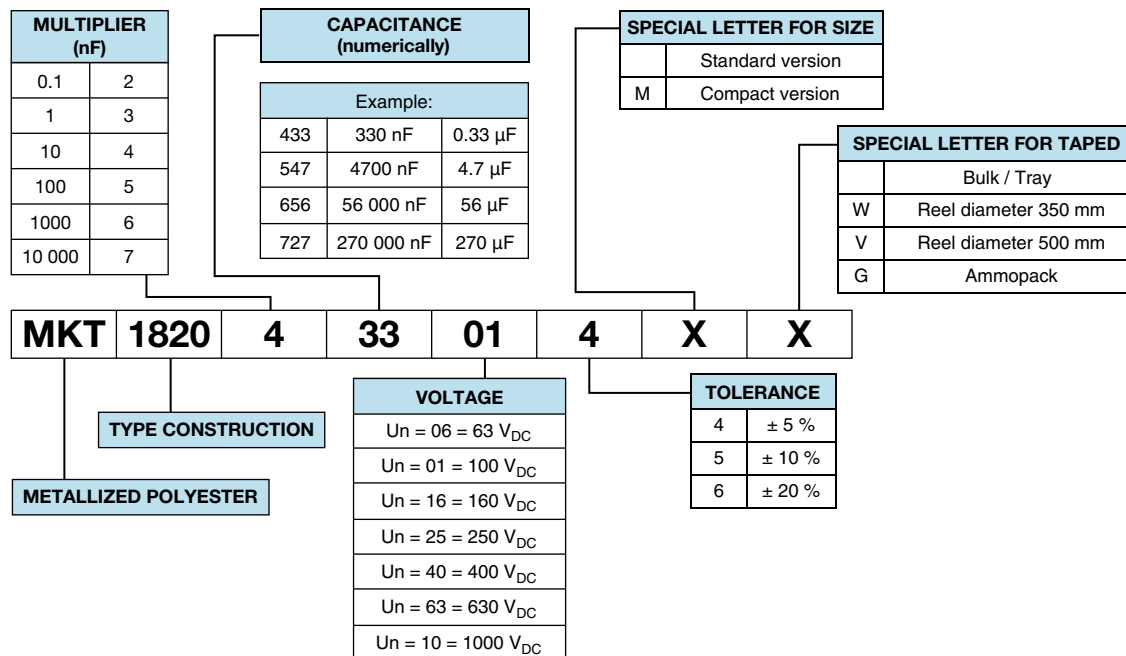 MULTIPLIER
(nF)
0.1 2
1 3
10 4
100 5
1000 6
10 000 7
CAPACITANCE
(numerically)
Example:
433 330 nF 0.33 µF
547 4700 nF 4.7 µF
656 56 000 nF 56 µF
727 270 000 nF 270 µF
SPECIAL LETTER FOR SIZE
Standard version
M Compact version
SPECIAL LETTER FOR TAPED
Bulk / Tray
W Reel diameter 350 mm
V Reel diameter 500 mm
G Ammopack
MKT 1820 4 33 01 4 X X
METALLIZED POLYESTER
TYPE CONSTRUCTION
VOLTAGE
Un = 06 = 63 VDC
Un = 01 = 100 VDC
Un = 16 = 160 VDC
Un = 25 = 250 VDC
Un = 40 = 400 VDC
Un = 63 = 630 VDC
Un = 10 = 1000 VDC
TOLERANCE
4 ± 5 %
5 ± 10 %
6 ± 20 %